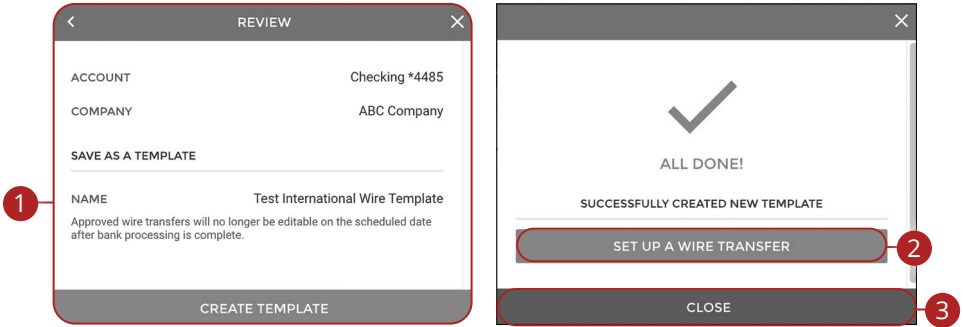 REVIEW
ACCOUNT Checking *4485
COMPANY ABC Company
SAVE AS A TEMPLATE
NAME Test International Wire Template
Approved wire transfers will no longer be editable on the scheduled date
after bank processing is complete.
CREATE TEMPLATE
1
ALL DONE!
SUCCESSFULLY CREATED NEW TEMPLATE
SET UP A WIRE TRANSFER
2
CLOSE
3